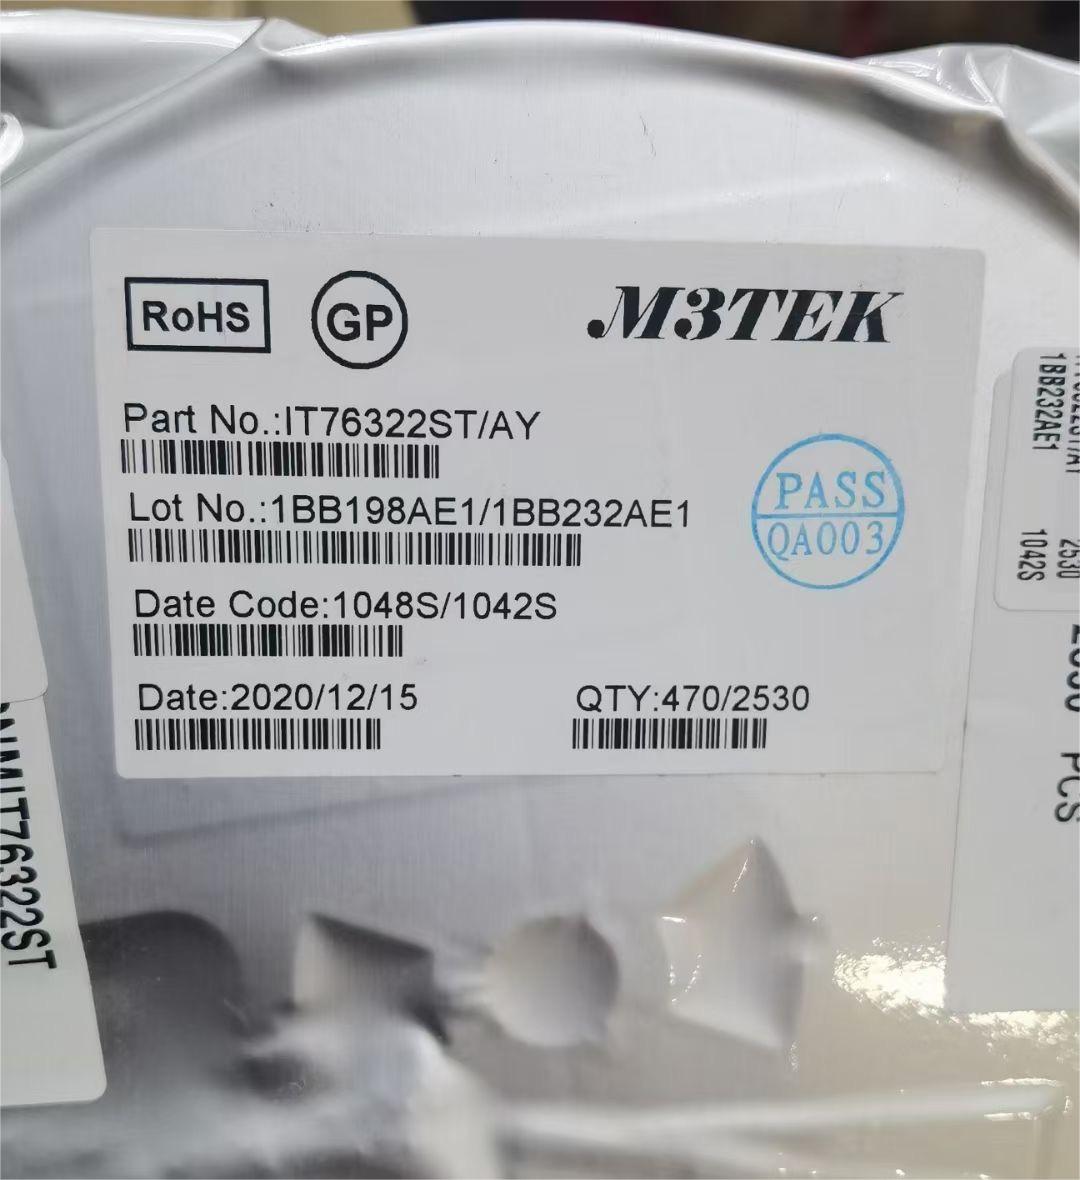 RoHS
GP
M3TEK
Part No.:IT76322ST/AY
Lot No.:1BB198AE1/1BB232AE1
PASS
QA003
Date Code:1048S/1042S
Date:2020/12/15
QTY:470/2530
1BB232AE1
1042S
2530
PCS